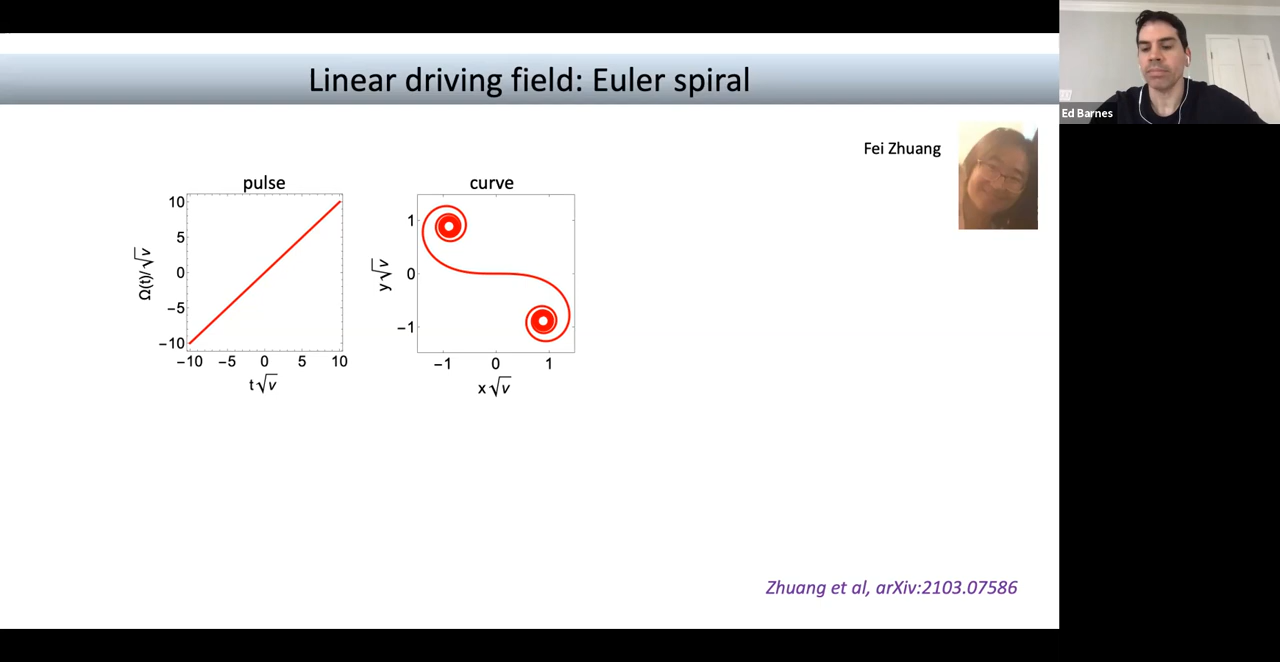 Linear driving field: Euler spiral
Ed Barnes
Fei Zhuang
pulse
10
5
0
−5
−10
Ω(t)/√v
−10 −5 0 5 10
t√v
curve
1
0
−1
y√v
−1 0 1
x√v
Zhuang et al, arXiv:2103.07586